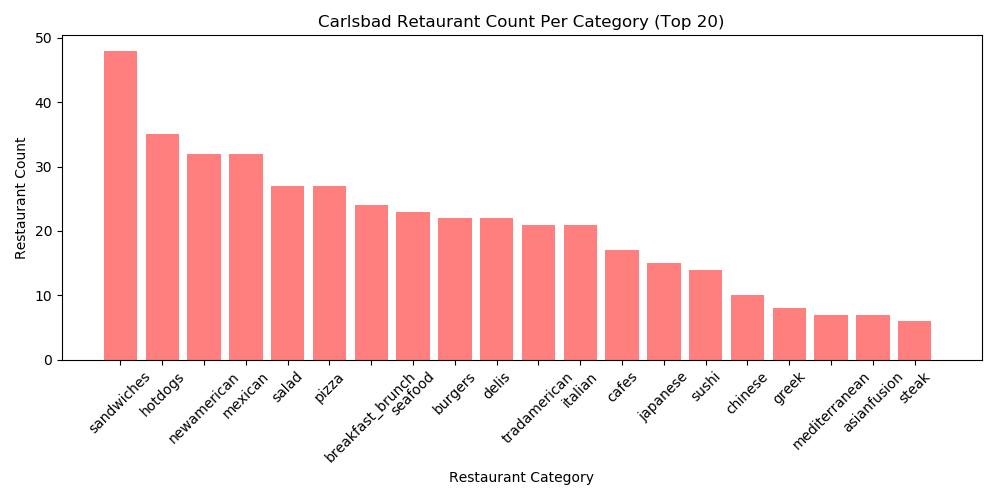 Carlsbad Retaurant Count Per Category (Top 20)
50
40
30
20
10
0
Restaurant Count
sandwiches
hotdogs
newamerican
mexican
salad
pizza
breakfast_brunch
seafood
burgers
delis
tradamerican
italian
cafes
japanese
sushi
chinese
greek
mediterranean
asianfusion
steak
Restaurant Category